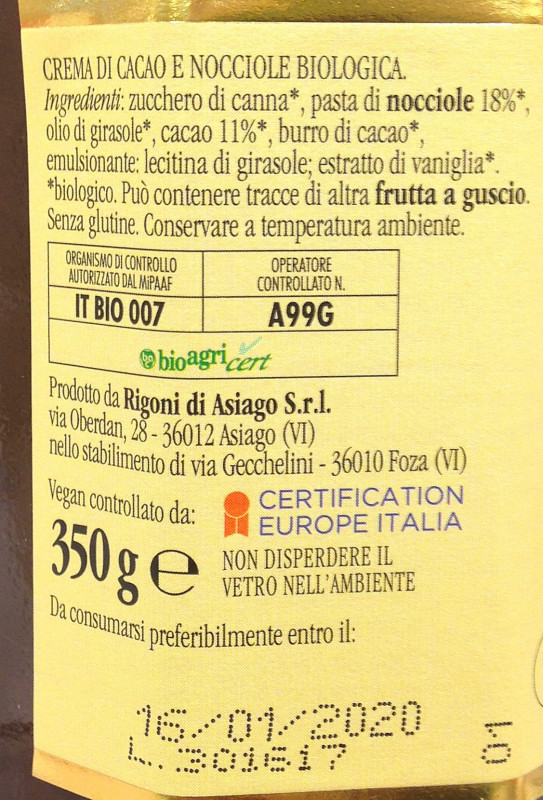 CREMA DI CACAO E NOCCIOLE BIOLOGICA.
Ingredienti: zucchero di canna*, pasta di nocciole 18%*,
olio di girasole*, cacao 11%*, burro di cacao*,
emulsionante: lecitina di girasole; estratto di vaniglia*.
*biologico. Può contenere tracce di altra frutta a guscio.
Senza glutine. Conservare a temperatura ambiente.
ORGANISMO DI CONTROLLO
AUTORIZZATO DAL MiPAAF
IT BIO 007
OPERATORE
CONTROLLATO N.
A99G
bioagricert
Prodotto da Rigoni di Asiago S.r.l.
via Oberdan, 28 - 36012 Asiago (VI)
nello stabilimento di via Gecchelini - 36010 Foza (VI)
Vegan controllato da:
CERTIFICATION
EUROPE ITALIA
350 g ℮
NON DISPERDERE IL
VETRO NELL'AMBIENTE
Da consumarsi preferibilmente entro il:
16/01/2020
L. 301617
01